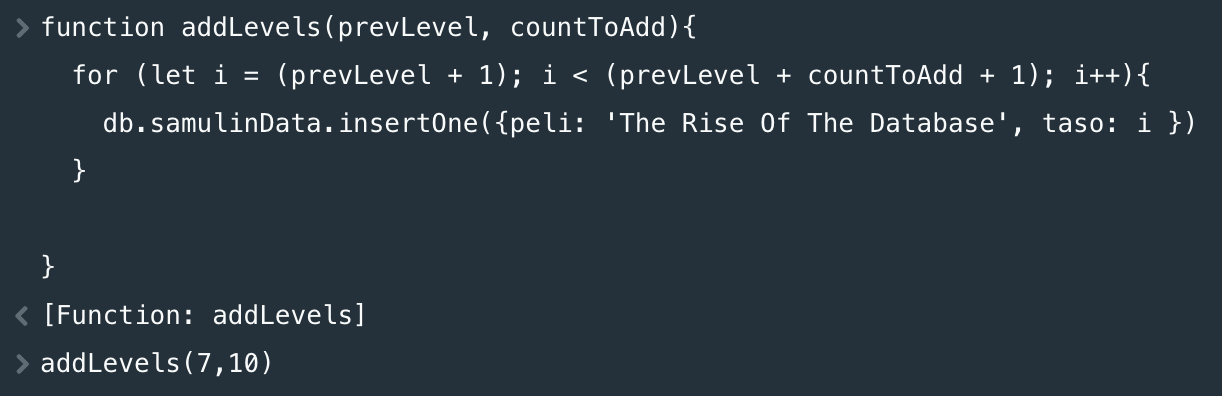 function addLevels(prevLevel, countToAdd){
for (let i = (prevLevel + 1); i < (prevLevel + countToAdd + 1); i++){
db.samulinData.insertOne({peli: 'The Rise Of The Database', taso: i })
}
}
[Function: addLevels]
addLevels(7,10)